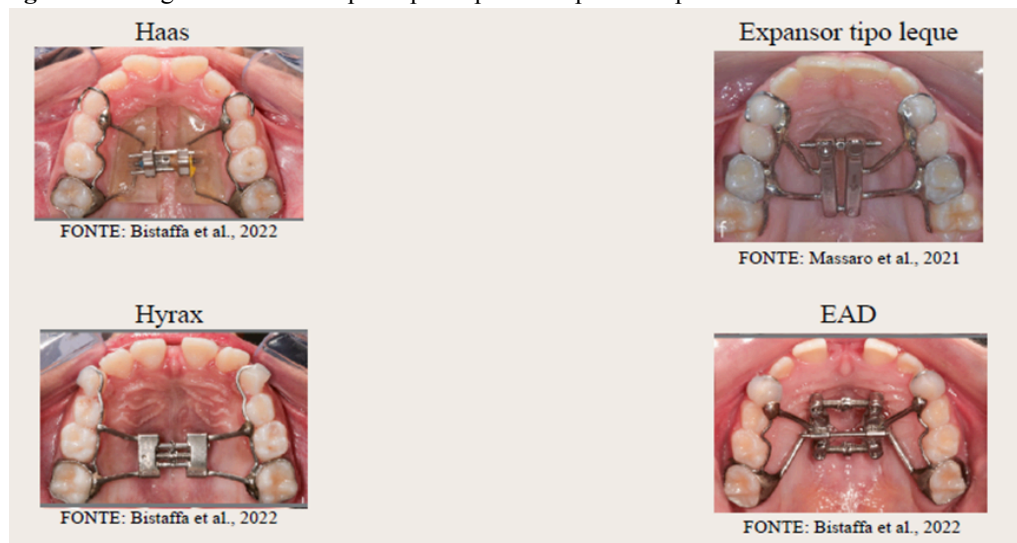 Haas
Expansor tipo leque
FONTE: Bistaffa et al., 2022
f
FONTE: Massaro et al., 2021
Hyrax
EAD
FONTE: Bistaffa et al., 2022
FONTE: Bistaffa et al., 2022